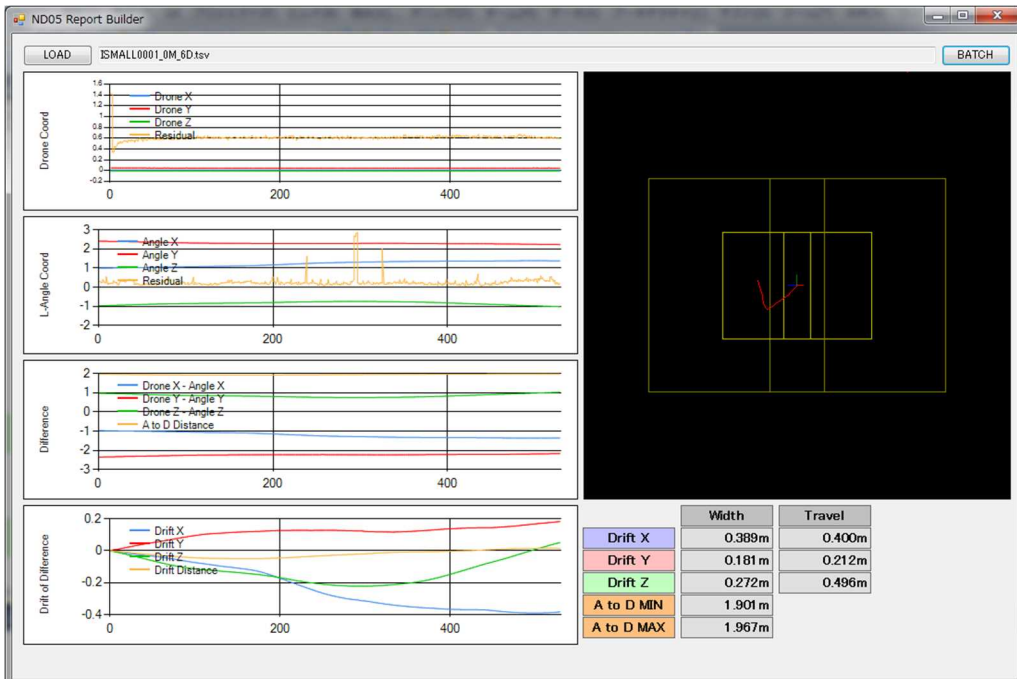 ND05 Report Builder
LOAD ISMALL0001_0M_6D.tsv BATCH
Drone Coord
1.6
1.4
1.2
1
0.8
0.6
0.4
0.2
0
-0.2
Drone X
Drone Y
Drone Z
Residual
0 200 400
L-Angle Coord
3
2
1
0
-1
-2
Angle X
Angle Y
Angle Z
Residual
0 200 400
Difference
2
1
0
-1
-2
-3
Drone X - Angle X
Drone Y - Angle Y
Drone Z - Angle Z
A to D Distance
0 200 400
Drift of Difference
0.2
0
-0.2
-0.4
Drift X
Drift Y
Drift Z
Drift Distance
0 200 400
Width Travel
Drift X 0.389m 0.400m
Drift Y 0.181m 0.212m
Drift Z 0.272m 0.496m
A to D MIN 1.901m
A to D MAX 1.967m